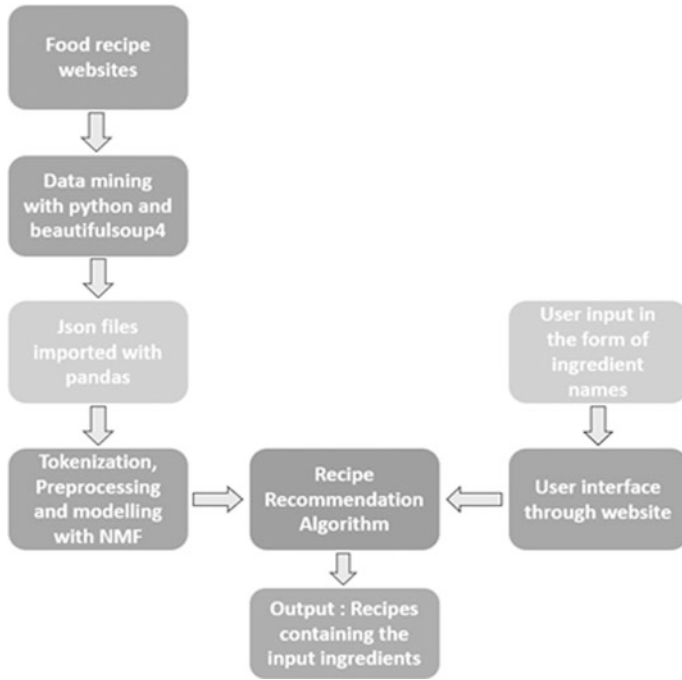 Food recipe
websites
Data mining
with python and
beautifulsoup4
Json files
imported with
pandas
User input in
the form of
ingredient
names
Tokenization,
Preprocessing
and modelling
with NMF
Recipe
Recommendation
Algorithm
User interface
through website
Output : Recipes
containing the
input ingredients